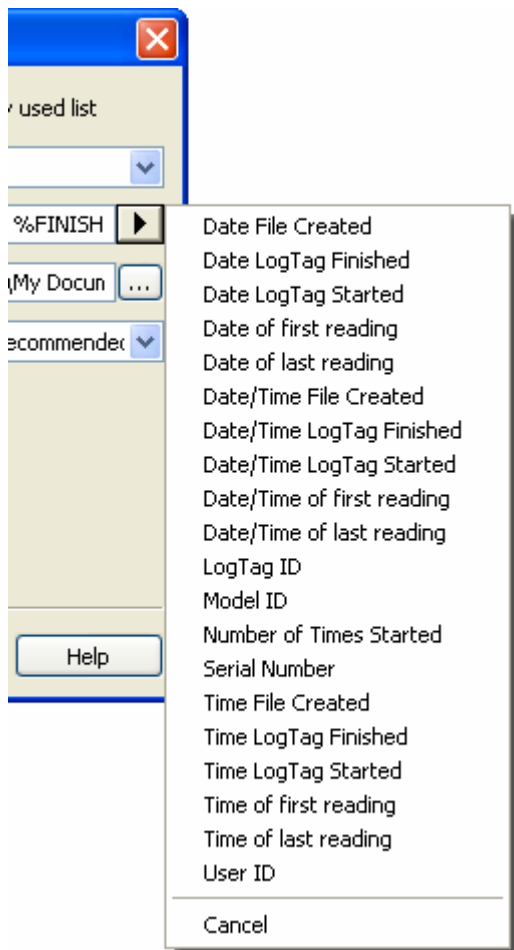 used list
%FINISH
My Docun
ecommended
Help
Date File Created
Date LogTag Finished
Date LogTag Started
Date of first reading
Date of last reading
Date/Time File Created
Date/Time LogTag Finished
Date/Time LogTag Started
Date/Time of first reading
Date/Time of last reading
LogTag ID
Model ID
Number of Times Started
Serial Number
Time File Created
Time LogTag Finished
Time LogTag Started
Time of first reading
Time of last reading
User ID
Cancel